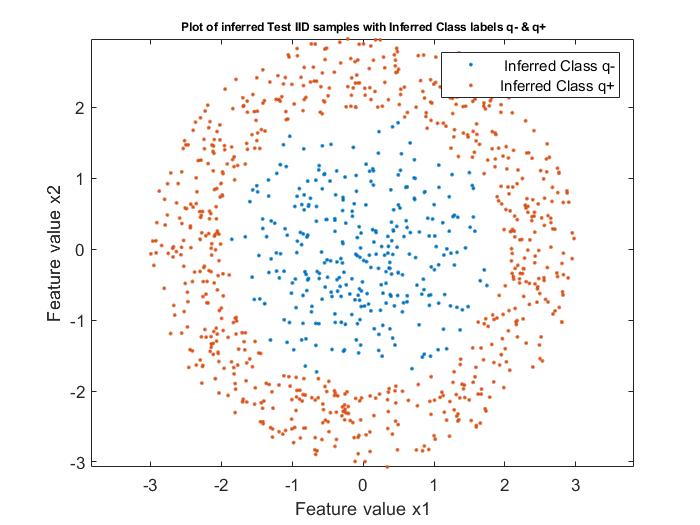 Plot of inferred Test IID samples with Inferred Class labels q- & q+
Inferred Class q-
Inferred Class q+
Feature value x2
2
1
0
-1
-2
-3
-3 -2 -1 0 1 2 3
Feature value x1